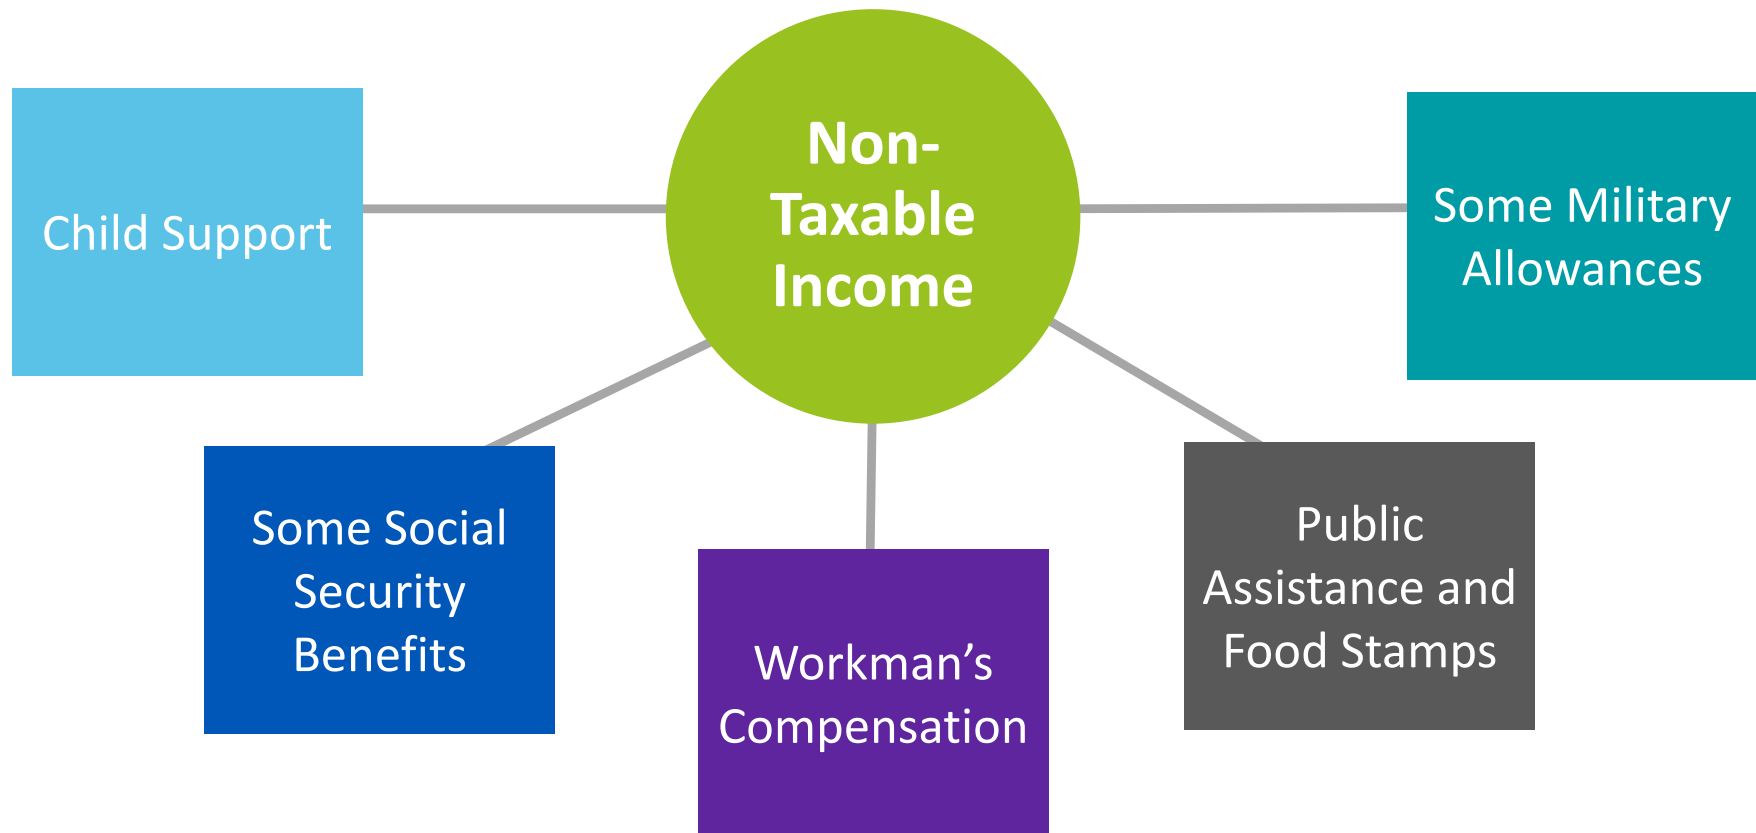 Non-
Taxable
Income
Child Support
Some Social
Security
Benefits
Workman’s
Compensation
Public
Assistance and
Food Stamps
Some Military
Allowances